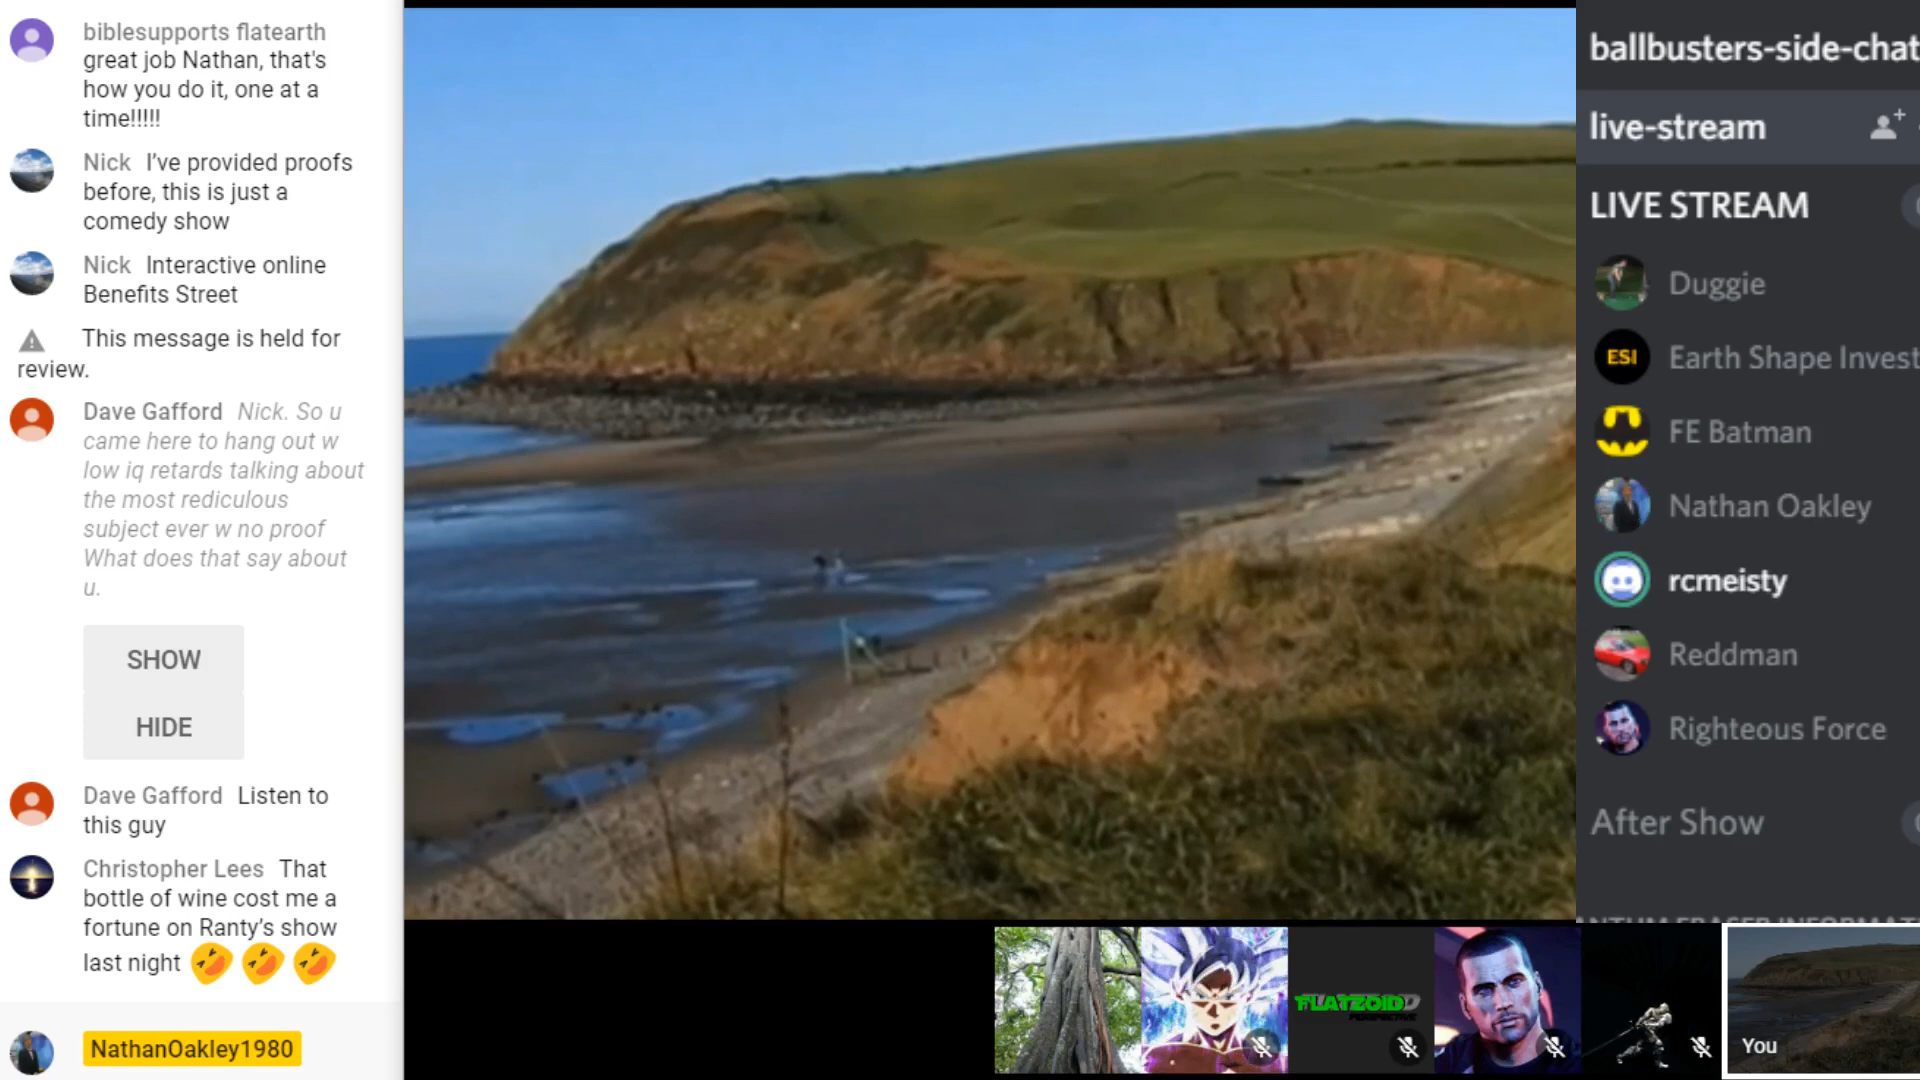 biblesupports flatearth
great job Nathan, that's
how you do it, one at a
time!!!!!
Nick I’ve provided proofs
before, this is just a
comedy show
Nick Interactive online
Benefits Street
This message is held for
review.
Dave Gafford Nick. So u
came here to hang out w
low iq retards talking about
the most rediculous
subject ever w no proof
What does that say about
u.
SHOW
HIDE
Dave Gafford Listen to
this guy
Christopher Lees That
bottle of wine cost me a
fortune on Ranty’s show
last night
NathanOakley1980
ballbusters-side-chat
live-stream
LIVE STREAM
Duggie
ESI
Earth Shape Invest
FE Batman
Nathan Oakley
rcmeisty
Reddman
Righteous Force
After Show
FLATZOID
PERSPECTIVE
You